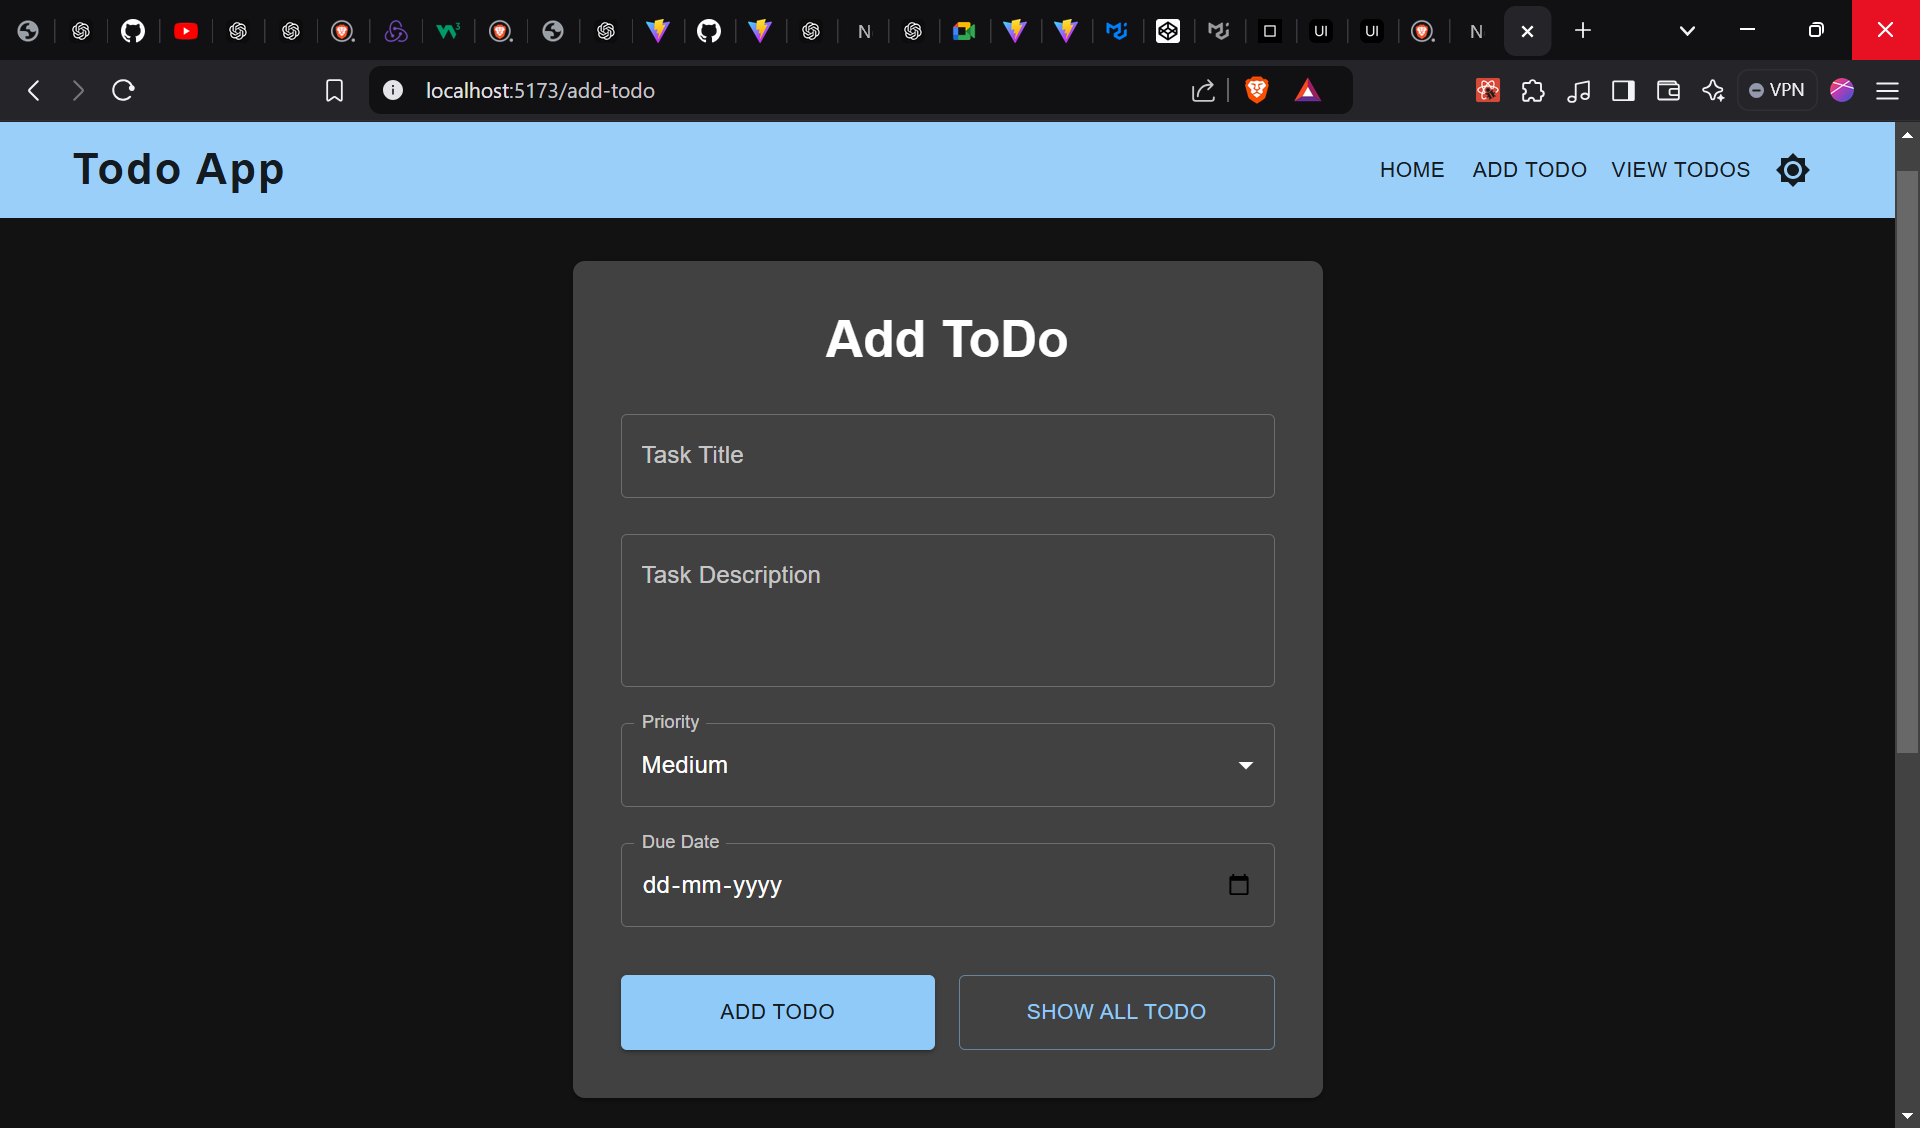 W3
N
UI
UI
N
localhost:5173/add-todo
VPN
Todo App
HOME
ADD TODO
VIEW TODOS
Add ToDo
Task Title
Task Description
Priority
Medium
Due Date
dd-mm-yyyy
ADD TODO
SHOW ALL TODO